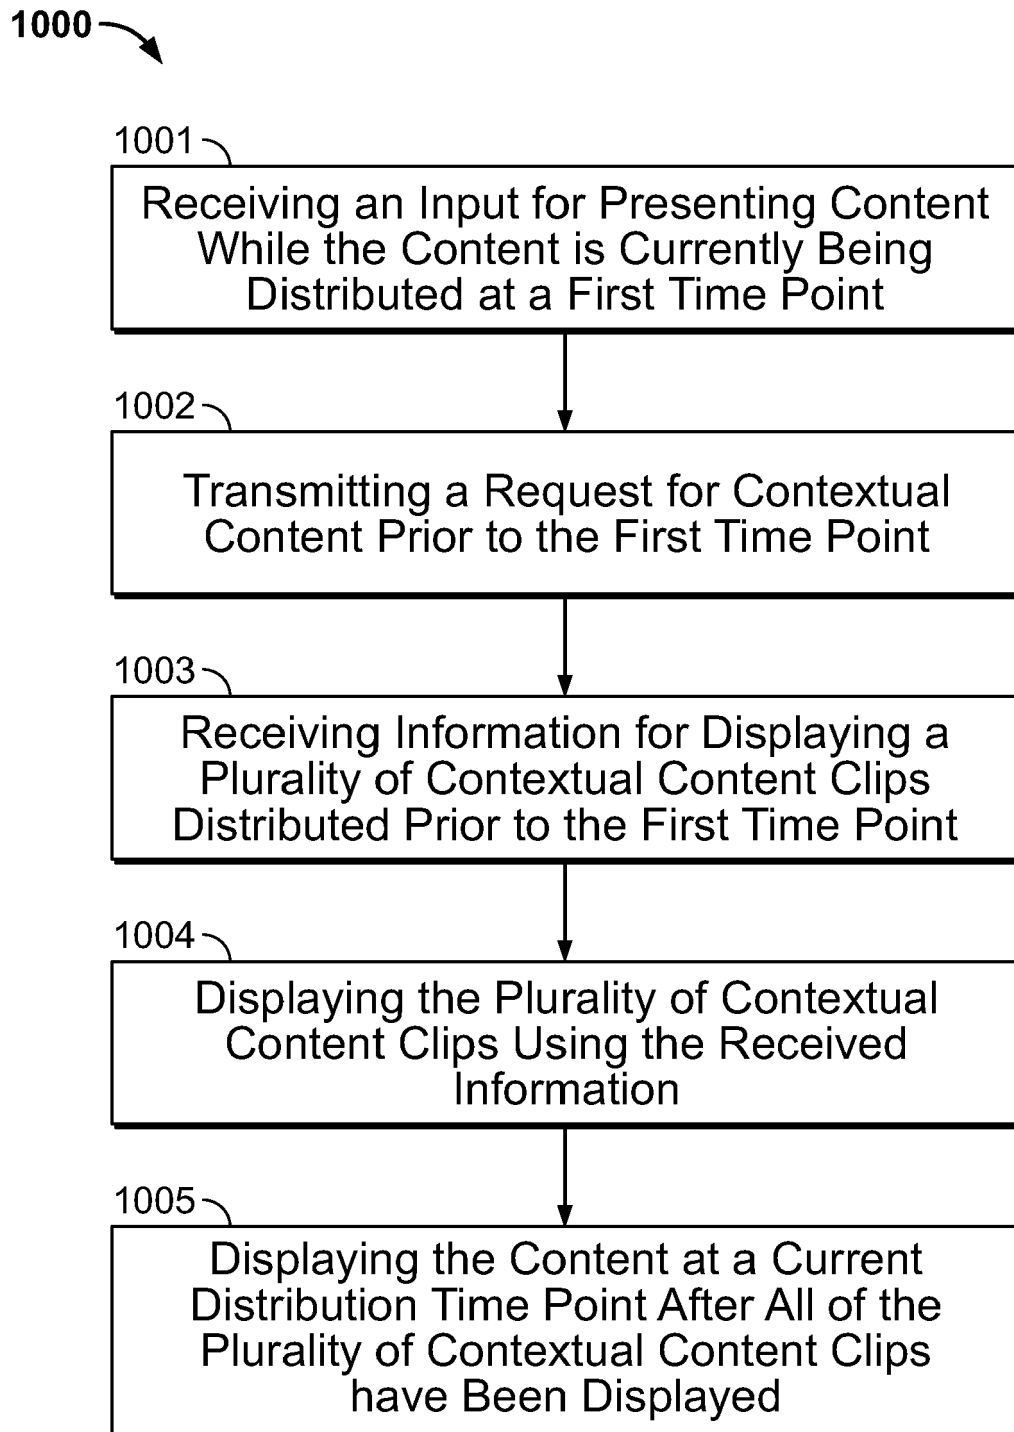 1000
1001
Receiving an Input for Presenting Content
While the Content is Currently Being
Distributed at a First Time Point
1002
Transmitting a Request for Contextual
Content Prior to the First Time Point
1003
Receiving Information for Displaying a
Plurality of Contextual Content Clips
Distributed Prior to the First Time Point
1004
Displaying the Plurality of Contextual
Content Clips Using the Received
Information
1005
Displaying the Content at a Current
Distribution Time Point After All of the
Plurality of Contextual Content Clips
have Been Displayed